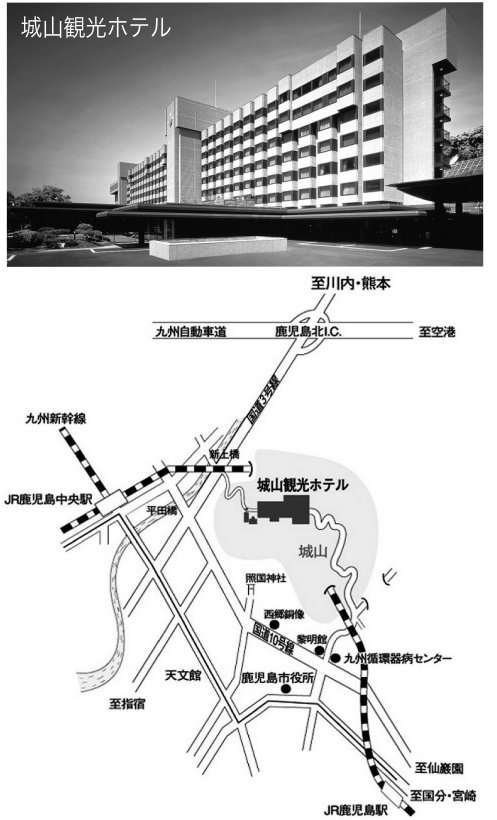 城山観光ホテル
至川内・熊本
九州自動車道
鹿児島北I.C.
至空港
国道3号線
九州新幹線
新上橋
城山観光ホテル
JR鹿児島中央駅
平田橋
城山
照国神社
西郷銅像
国道10号線
黎明館
九州循環器病センター
天文館
鹿児島市役所
至指宿
至仙巌園
至国分・宮崎
JR鹿児島駅